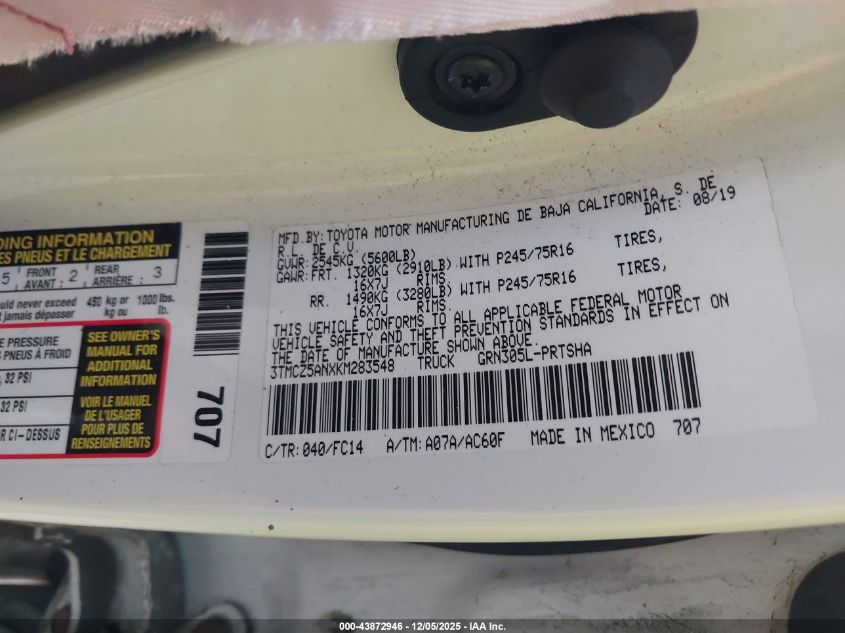 DING INFORMATION
ES PNEUS ET LE CHARGEMENT
5 FRONT AVANT : 2 REAR ARRIÈRE : 3
ould never exceed 450 kg or 1000 lbs.
t jamais dépasser kg ou lb.
E PRESSURE
S PNEUS À FROID
, 32 PSI
32 PSI
R CI-DESSUS
SEE OWNER'S
MANUAL FOR
ADDITIONAL
INFORMATION
VOIR LE MANUEL
DE L'USAGER
POUR PLUS DE
RENSEIGNEMENTS
707
MFD.BY: TOYOTA MOTOR MANUFACTURING DE BAJA CALIFORNIA, S. DE
R.L. DE C.V. DATE: 08/19
GVWR: 2545KG (5600LB)
GAWR: FRT. 1320KG (2910LB) WITH P245/75R16 TIRES,
16X7J RIMS
RR. 1490KG (3280LB) WITH P245/75R16 TIRES,
16X7J RIMS.
THIS VEHICLE CONFORMS TO ALL APPLICABLE FEDERAL MOTOR
VEHICLE SAFETY AND THEFT PREVENTION STANDARDS IN EFFECT ON
THE DATE OF MANUFACTURE SHOWN ABOVE.
3TMCZ5ANXKM283548 TRUCK GRN305L-PRTSHA
C/TR: 040/FC14 A/TM: A07A/AC60F MADE IN MEXICO 707
000-43872946 - 12/05/2025 - IAA Inc.